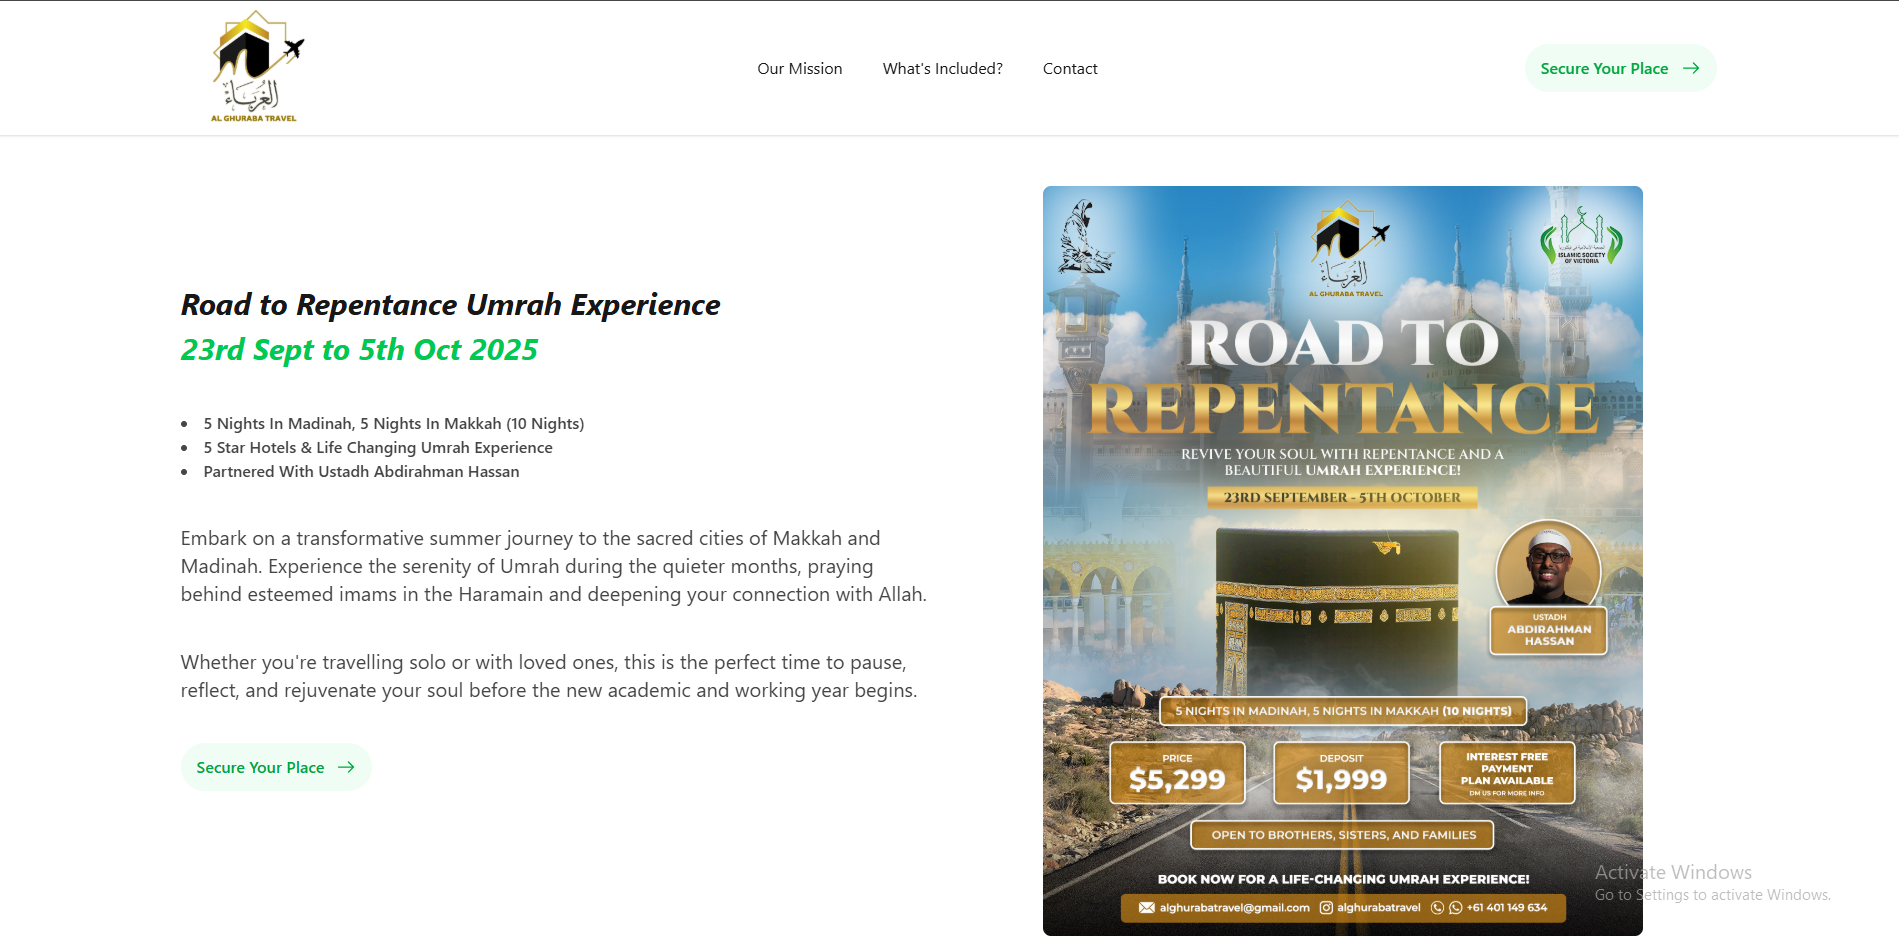 الغرباء
AL GHURABA TRAVEL
Our Mission
What's Included?
Contact
Secure Your Place
Road to Repentance Umrah Experience
23rd Sept to 5th Oct 2025
5 Nights In Madinah, 5 Nights In Makkah (10 Nights)
5 Star Hotels & Life Changing Umrah Experience
Partnered With Ustadh Abdirahman Hassan
Embark on a transformative summer journey to the sacred cities of Makkah and
Madinah. Experience the serenity of Umrah during the quieter months, praying
behind esteemed imams in the Haramain and deepening your connection with Allah.
Whether you're travelling solo or with loved ones, this is the perfect time to pause,
reflect, and rejuvenate your soul before the new academic and working year begins.
Secure Your Place
الغرباء
AL GHURABA TRAVEL
ISLAMIC SOCIETY
OF VICTORIA
ROAD TO
REPENTANCE
REVIVE YOUR SOUL WITH REPENTANCE AND A
BEAUTIFUL UMRAH EXPERIENCE!
23RD SEPTEMBER - 5TH OCTOBER
USTADH
ABDIRAHMAN
HASSAN
5 NIGHTS IN MADINAH, 5 NIGHTS IN MAKKAH (10 NIGHTS)
PRICE
$5,299
DEPOSIT
$1,999
INTEREST FREE
PAYMENT
PLAN AVAILABLE
DM US FOR MORE INFO
OPEN TO BROTHERS, SISTERS, AND FAMILIES
BOOK NOW FOR A LIFE-CHANGING UMRAH EXPERIENCE!
alghurabatravel@gmail.com alghurabatravel +61 401 149 634
Activate Windows
Go to Settings to activate Windows.